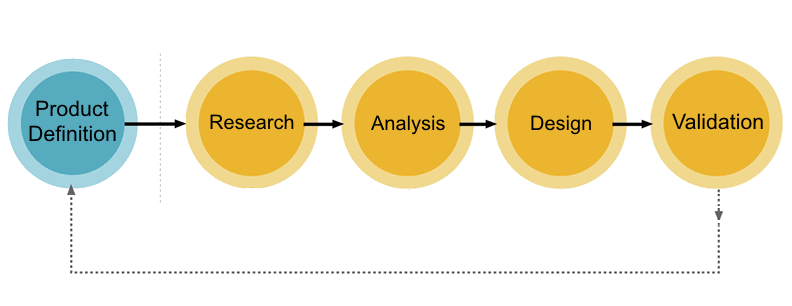 Product
Definition
Research
Analysis
Design
Validation